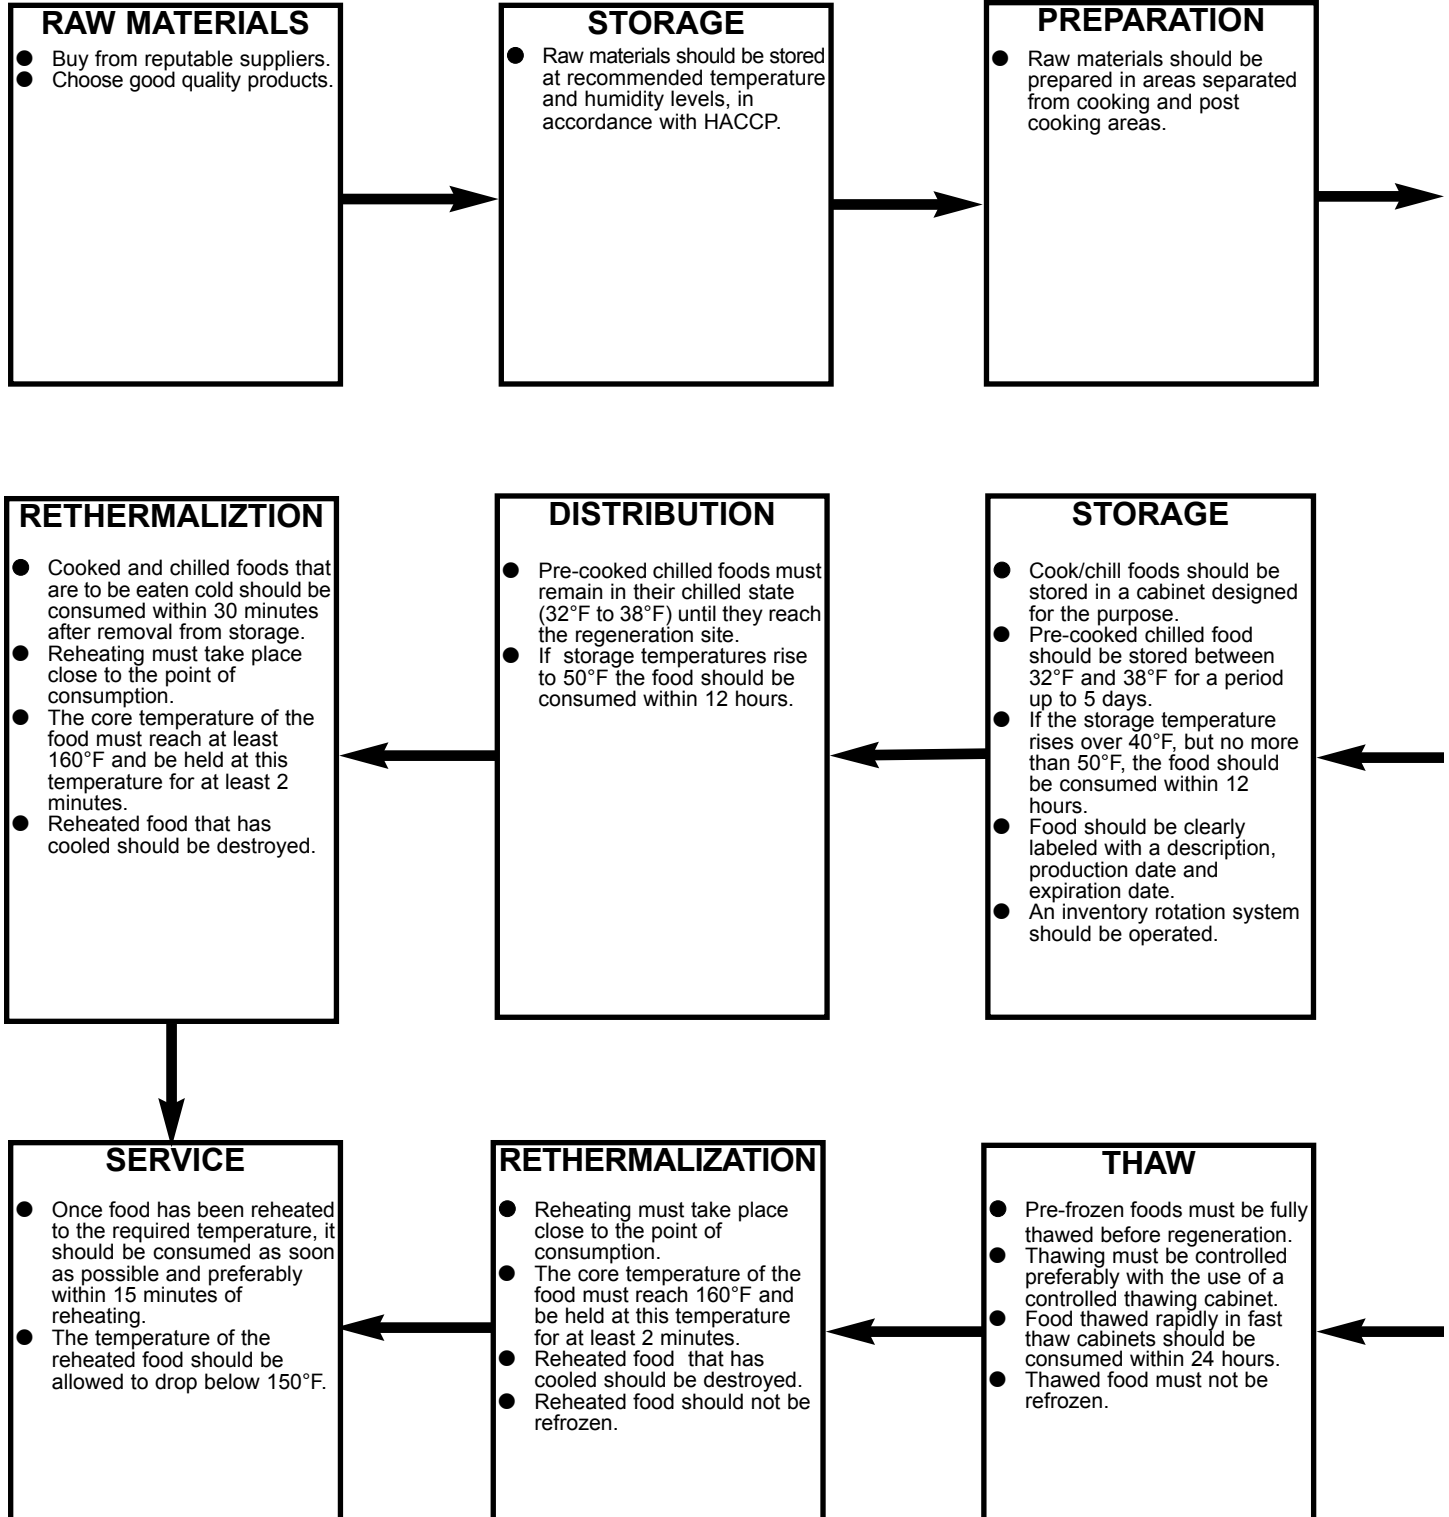 RAW MATERIALS
● Buy from reputable suppliers.
● Choose good quality products.
STORAGE
● Raw materials should be stored
at recommended temperature
and humidity levels, in
accordance with HACCP.
PREPARATION
● Raw materials should be
prepared in areas separated
from cooking and post
cooking areas.
RETHERMALIZTION
● Cooked and chilled foods that
are to be eaten cold should be
consumed within 30 minutes
after removal from storage.
● Reheating must take place
close to the point of
consumption.
● The core temperature of the
food must reach at least
160°F and be held at this
temperature for at least 2
minutes.
● Reheated food that has
cooled should be destroyed.
DISTRIBUTION
● Pre-cooked chilled foods must
remain in their chilled state
(32°F to 38°F) until they reach
the regeneration site.
● If storage temperatures rise
to 50°F the food should be
consumed within 12 hours.
STORAGE
● Cook/chill foods should be
stored in a cabinet designed
for the purpose.
● Pre-cooked chilled food
should be stored between
32°F and 38°F for a period
up to 5 days.
● If the storage temperature
rises over 40°F, but no more
than 50°F, the food should
be consumed within 12
hours.
● Food should be clearly
labeled with a description,
production date and
expiration date.
● An inventory rotation system
should be operated.
SERVICE
● Once food has been reheated
to the required temperature, it
should be consumed as soon
as possible and preferably
within 15 minutes of
reheating.
● The temperature of the
reheated food should be
allowed to drop below 150°F.
RETHERMALIZATION
● Reheating must take place
close to the point of
consumption.
● The core temperature of the
food must reach 160°F and
be held at this temperature
for at least 2 minutes.
● Reheated food that has
cooled should be destroyed.
● Reheated food should not be
refrozen.
THAW
● Pre-frozen foods must be fully
thawed before regeneration.
● Thawing must be controlled
preferably with the use of a
controlled thawing cabinet.
● Food thawed rapidly in fast
thaw cabinets should be
consumed within 24 hours.
● Thawed food must not be
refrozen.